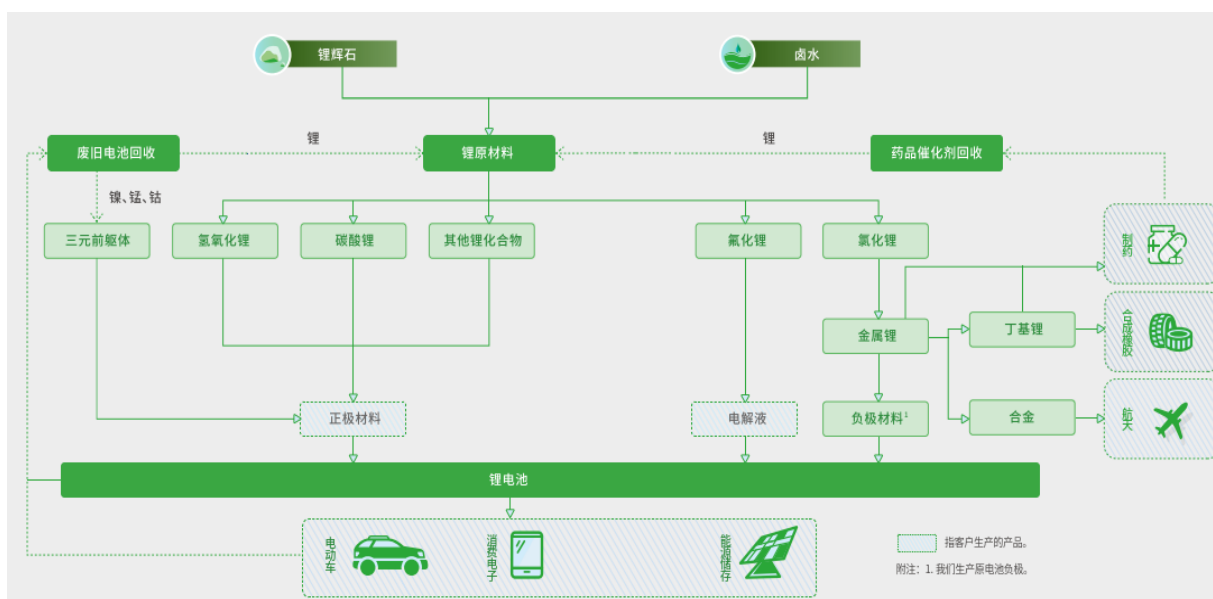 锂辉石
卤水
废旧电池回收
锂
锂原材料
锂
药品催化剂回收
镍、锰、钴
三元前躯体
氢氧化锂
碳酸锂
其他锂化合物
氟化锂
氯化锂
制药
金属锂
丁基锂
合成橡胶
正极材料
电解液
负极材料1
合金
航天
锂电池
电动车
消费电子
能源储存
指客户生产的产品。
附注：1. 我们生产原电池负极。